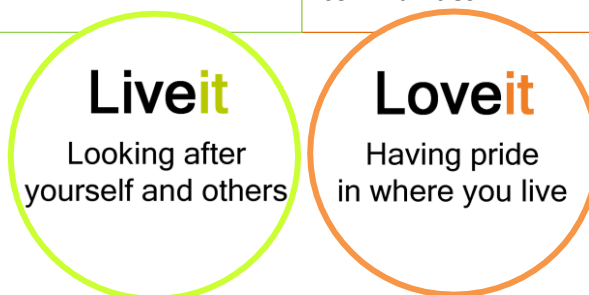 Liveit
Looking after
yourself and others
Loveit
Having pride
in where you live